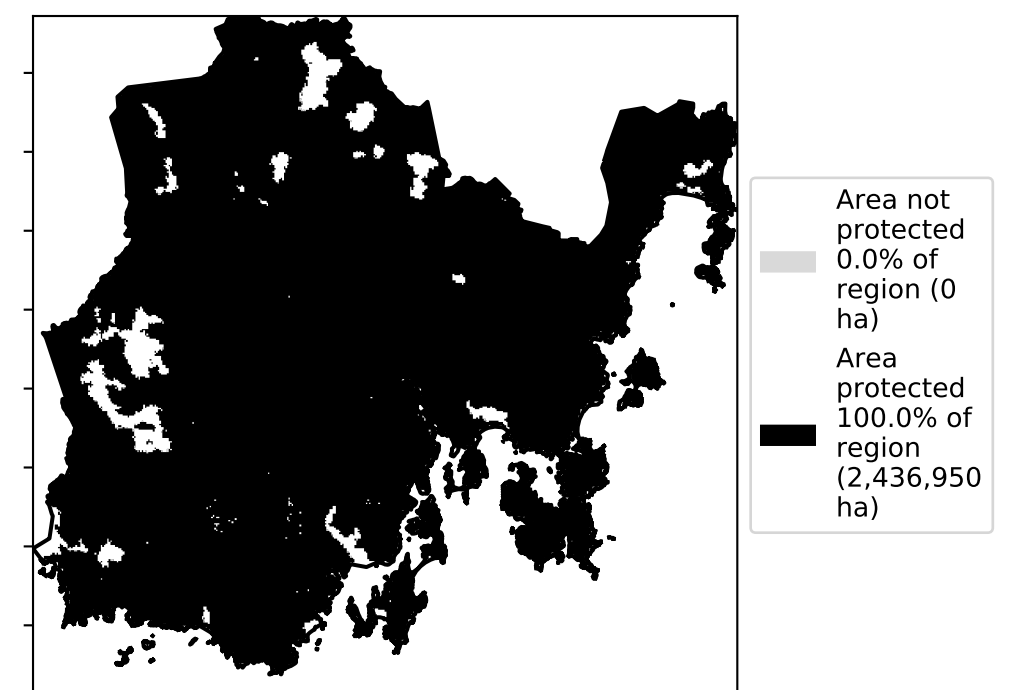 Area not
protected
0.0% of
region (0
ha)
Area
protected
100.0% of
region
(2,436,950
ha)